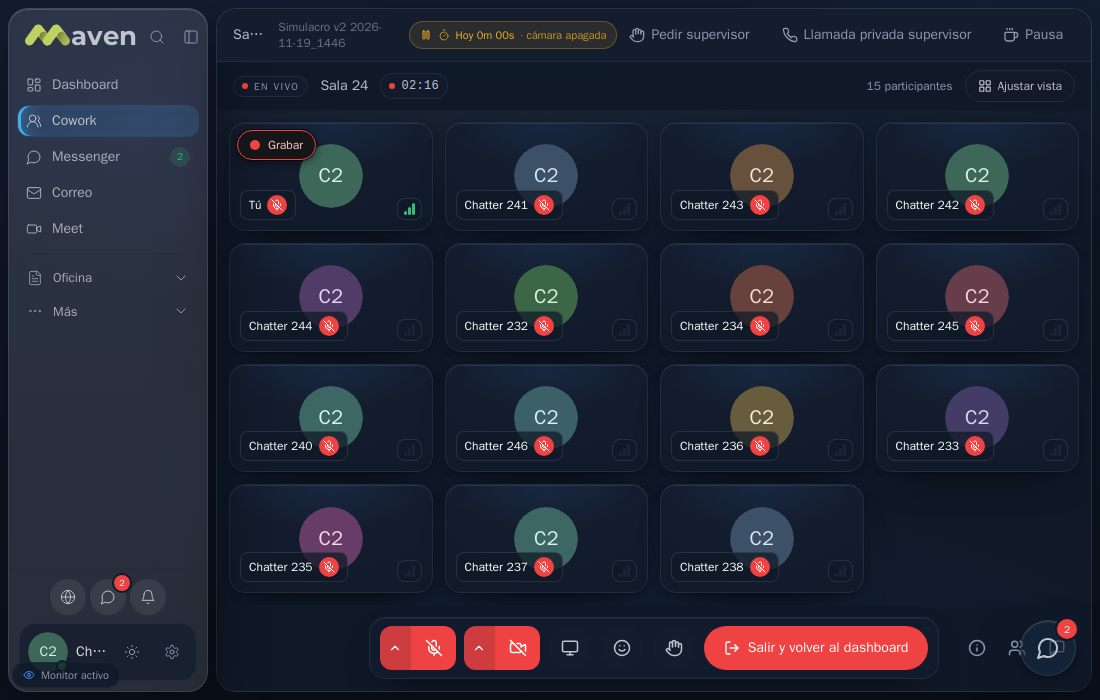 Maven
Dashboard
Cowork
Messenger
2
Correo
Meet
Oficina
Más
2
C2
Ch···
Monitor activo
Sa···
Simulacro v2 2026-
11-19_1446
Hoy 0m 00s · cámara apagada
Pedir supervisor
Llamada privada supervisor
Pausa
EN VIVO
Sala 24
02:16
15 participantes
Ajustar vista
Grabar
C2
Tú
C2
Chatter 241
C2
Chatter 243
C2
Chatter 242
C2
Chatter 244
C2
Chatter 232
C2
Chatter 234
C2
Chatter 245
C2
Chatter 240
C2
Chatter 246
C2
Chatter 236
C2
Chatter 233
C2
Chatter 235
C2
Chatter 237
C2
Chatter 238
Salir y volver al dashboard
2